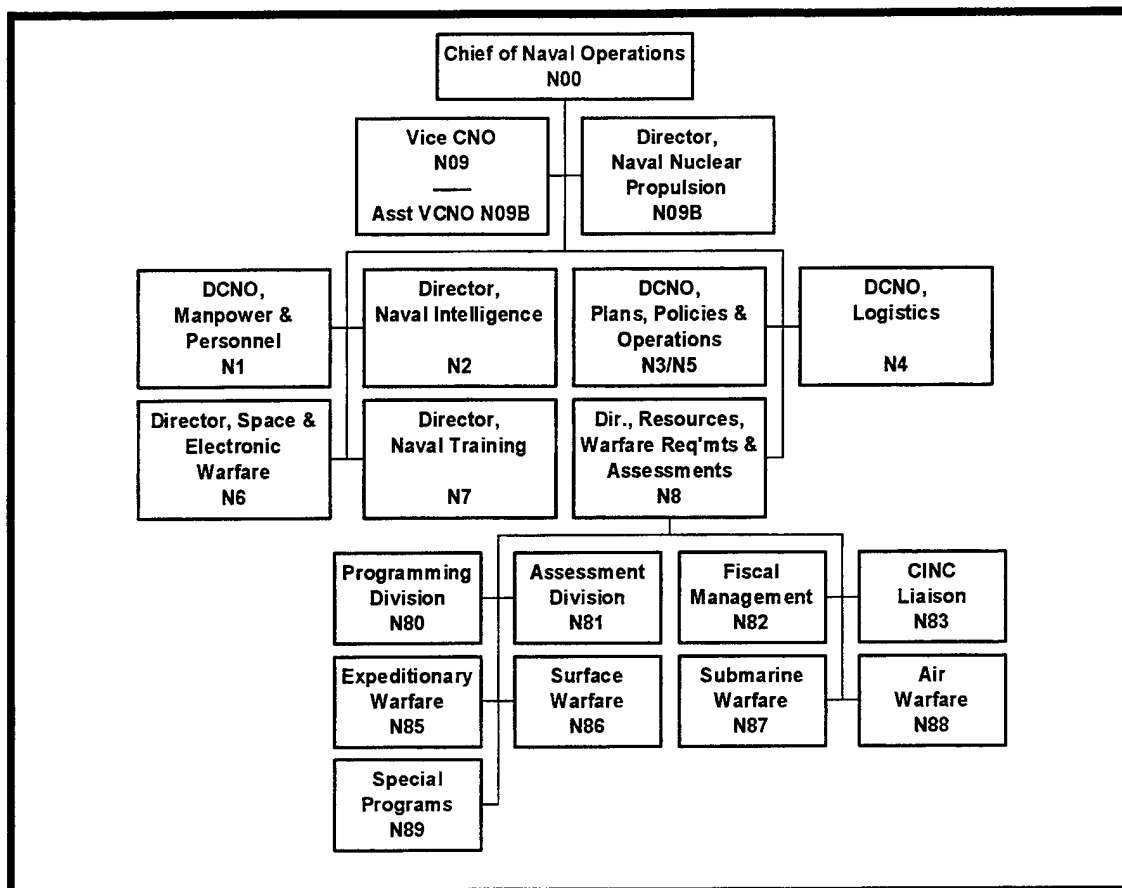 Chief of Naval Operations
N00
Vice CNO
N09
Asst VCNO N09B
Director,
Naval Nuclear
Propulsion
N09B
DCNO,
Manpower &
Personnel
N1
Director,
Naval Intelligence
N2
DCNO,
Plans, Policies &
Operations
N3/N5
DCNO,
Logistics
N4
Director, Space &
Electronic
Warfare
N6
Director,
Naval Training
N7
Dir., Resources,
Warfare Req'mts &
Assessments
N8
Programming
Division
N80
Assessment
Division
N81
Fiscal
Management
N82
CINC
Liaison
N83
Expeditionary
Warfare
N85
Surface
Warfare
N86
Submarine
Warfare
N87
Air
Warfare
N88
Special
Programs
N89